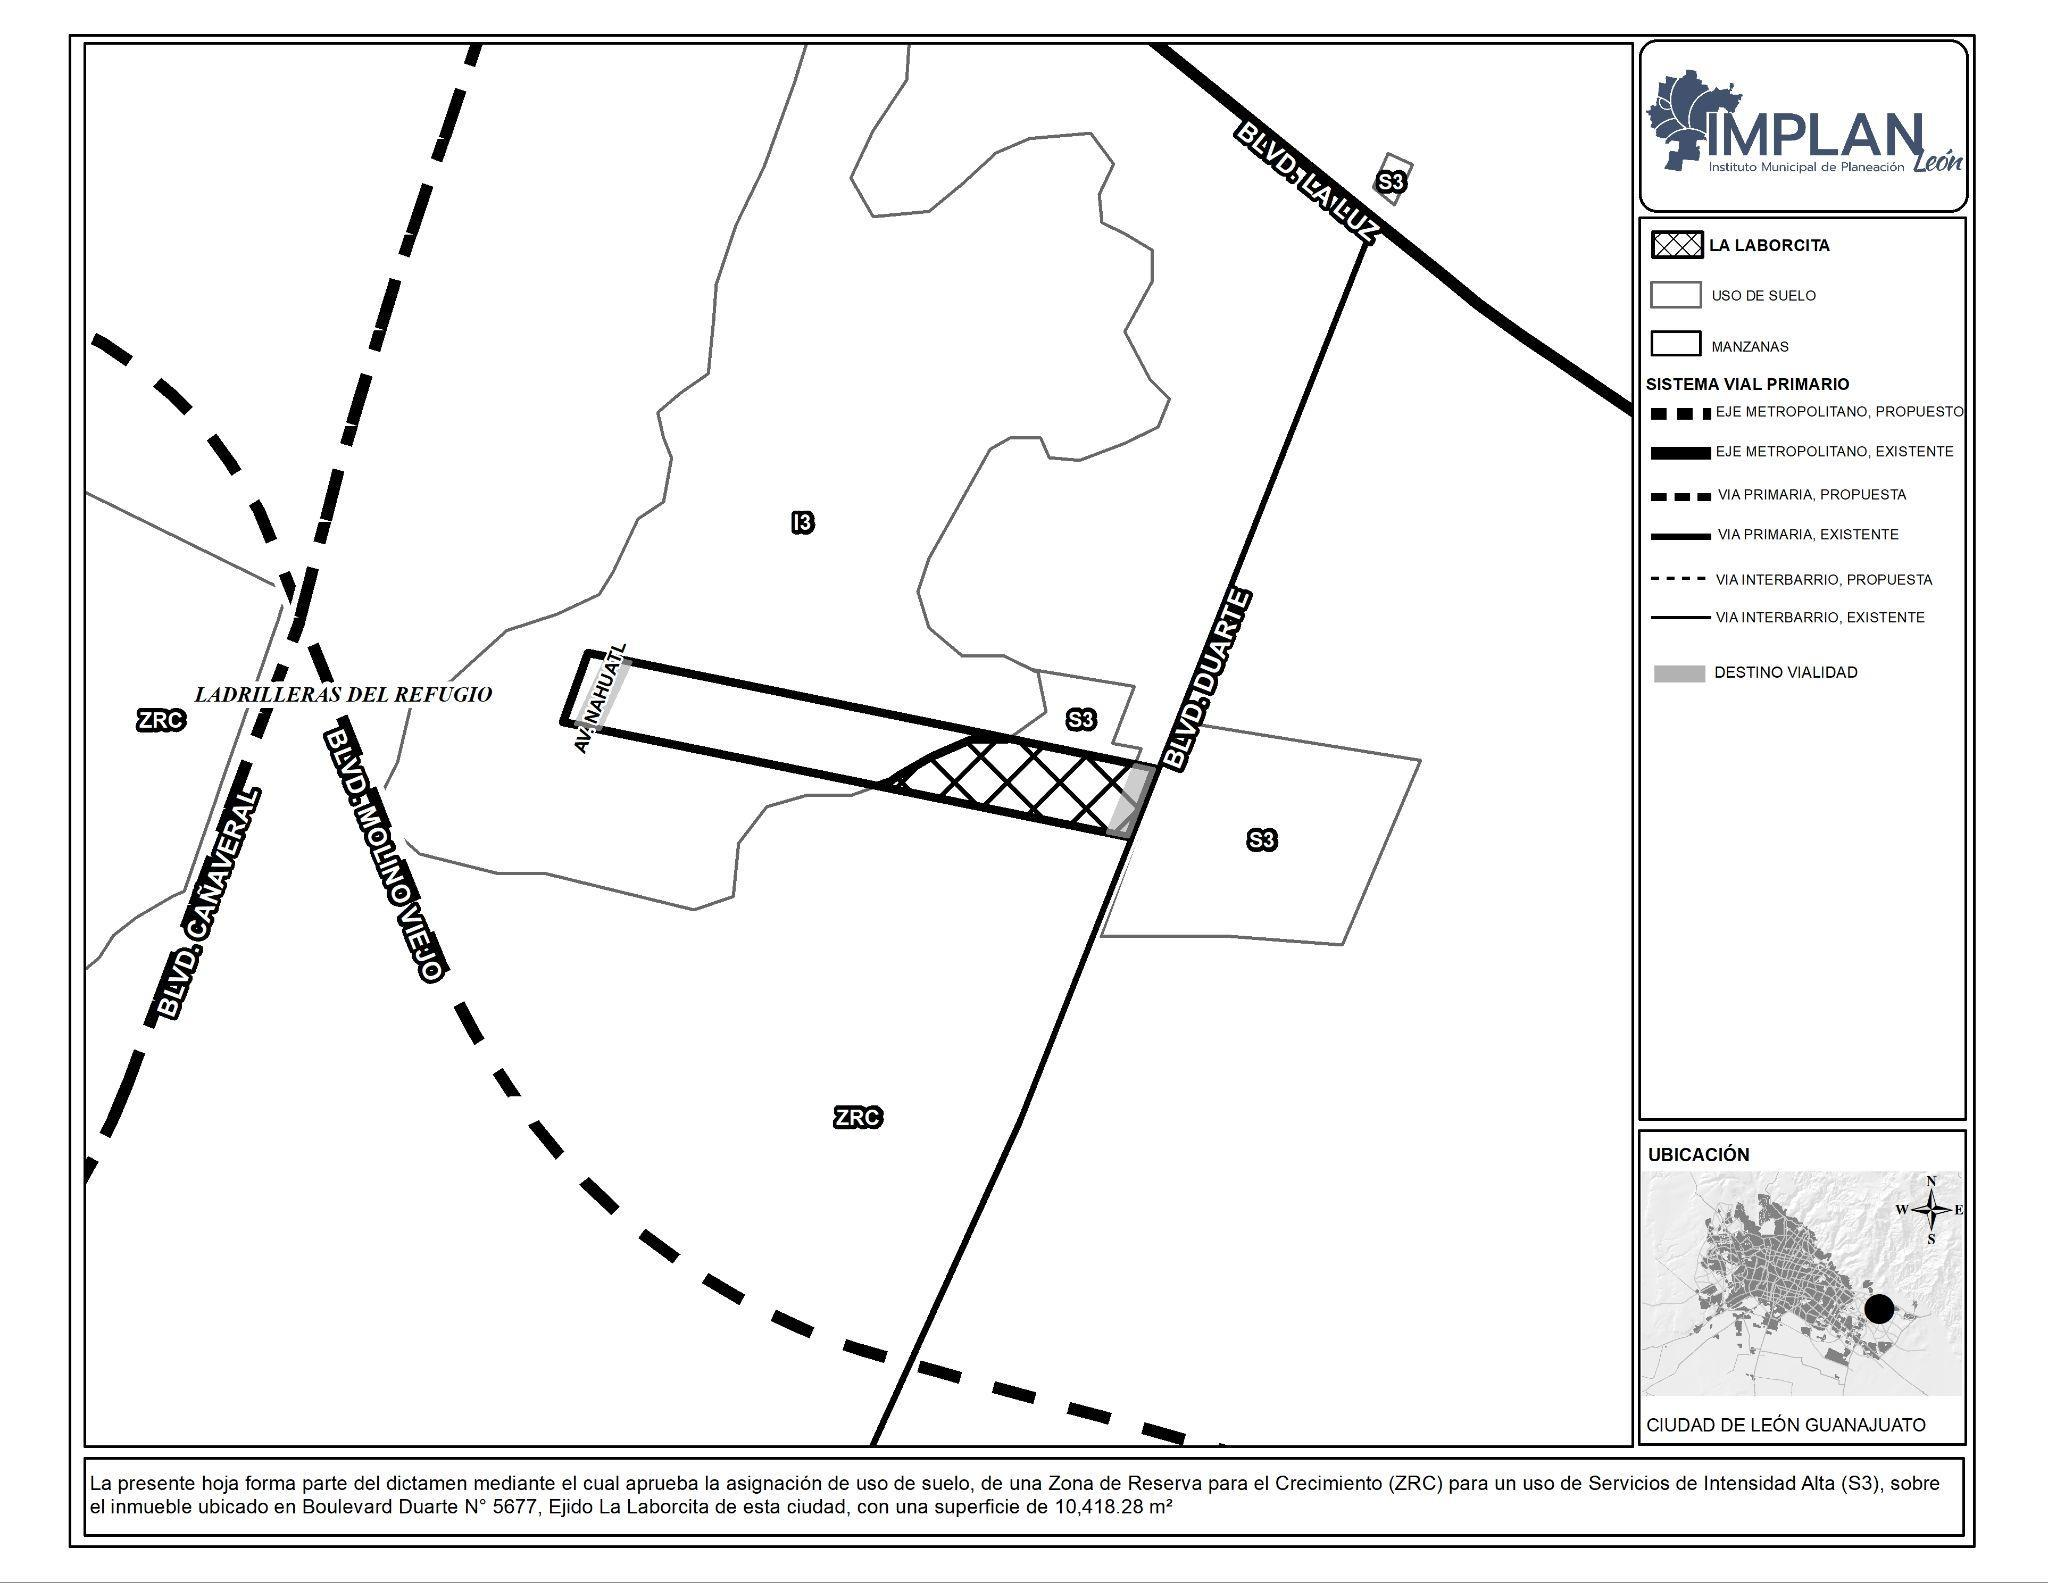 BLVD. LA LUZ
S3
I3
BLVD. DUARTE
AV. NAHUATL
LADRILLERAS DEL REFUGIO
ZRC
S3
BLVD. MOLINO VIEJO
BLVD. CAÑAVERAL
S3
ZRC
IMPLAN
León
Instituto Municipal de Planeación
LA LABORCITA
USO DE SUELO
MANZANAS
SISTEMA VIAL PRIMARIO
EJE METROPOLITANO, PROPUESTO
EJE METROPOLITANO, EXISTENTE
VIA PRIMARIA, PROPUESTA
VIA PRIMARIA, EXISTENTE
VIA INTERBARRIO, PROPUESTA
VIA INTERBARRIO, EXISTENTE
DESTINO VIALIDAD
UBICACIÓN
N
W E
S
CIUDAD DE LEÓN GUANAJUATO
La presente hoja forma parte del dictamen mediante el cual aprueba la asignación de uso de suelo, de una Zona de Reserva para el Crecimiento (ZRC) para un uso de Servicios de Intensidad Alta (S3), sobre
el inmueble ubicado en Boulevard Duarte N° 5677, Ejido La Laborcita de esta ciudad, con una superficie de 10,418.28 m²